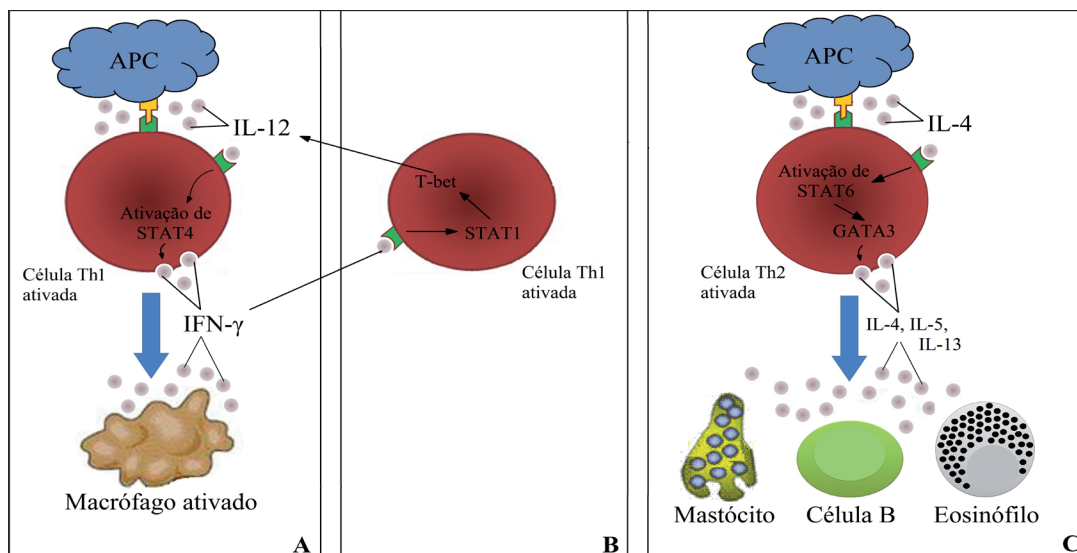 APC
IL-12
Ativação de
STAT4
Célula Th1
ativada
IFN-γ
Macrófago ativado
A
T-bet
STAT1
Célula Th1
ativada
B
APC
IL-4
Ativação de
STAT6
GATA3
Célula Th2
ativada
IL-4, IL-5,
IL-13
Mastócito
Célula B
Eosinófilo
C